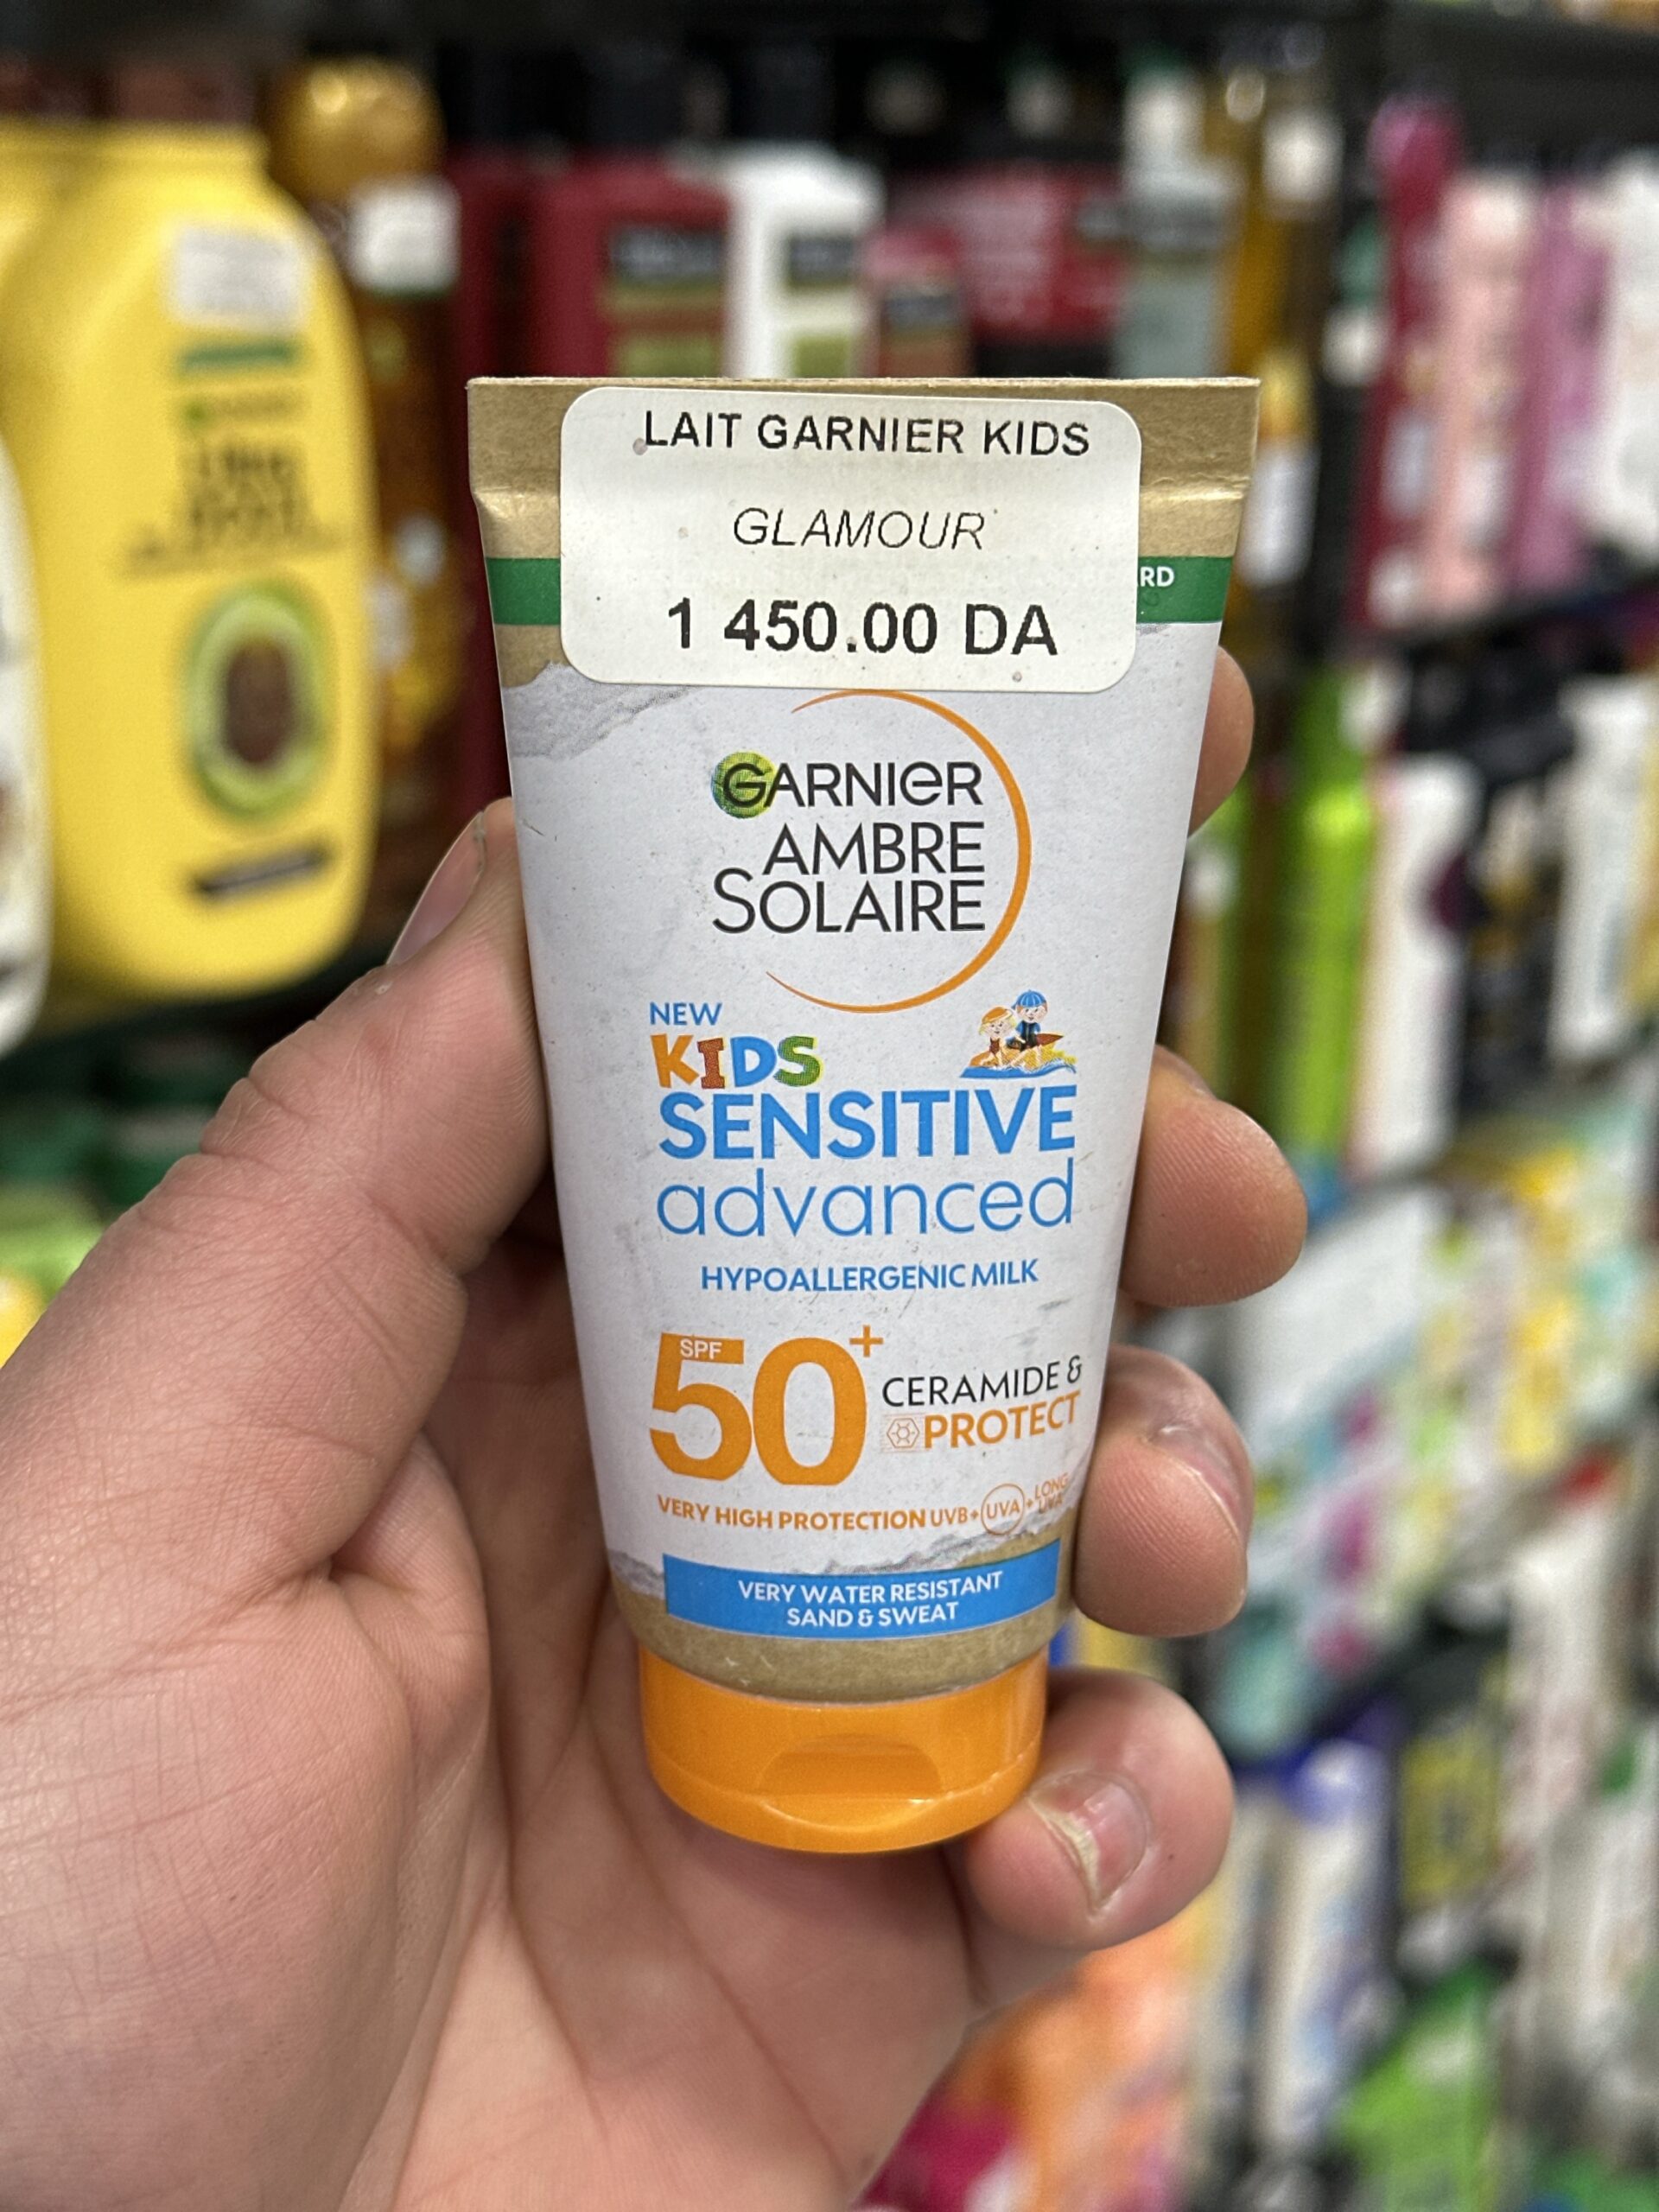 LAIT GARNIER KIDS
GLAMOUR
1 450.00 DA
RD
GARNIER
AMBRE
SOLAIRE
NEW
KIDS
SENSITIVE
advanced
HYPOALLERGENIC MILK
SPF
50+
CERAMIDE &
PROTECT
VERY HIGH PROTECTION UVB+UVA+LONG UVA
VERY WATER RESISTANT
SAND & SWEAT